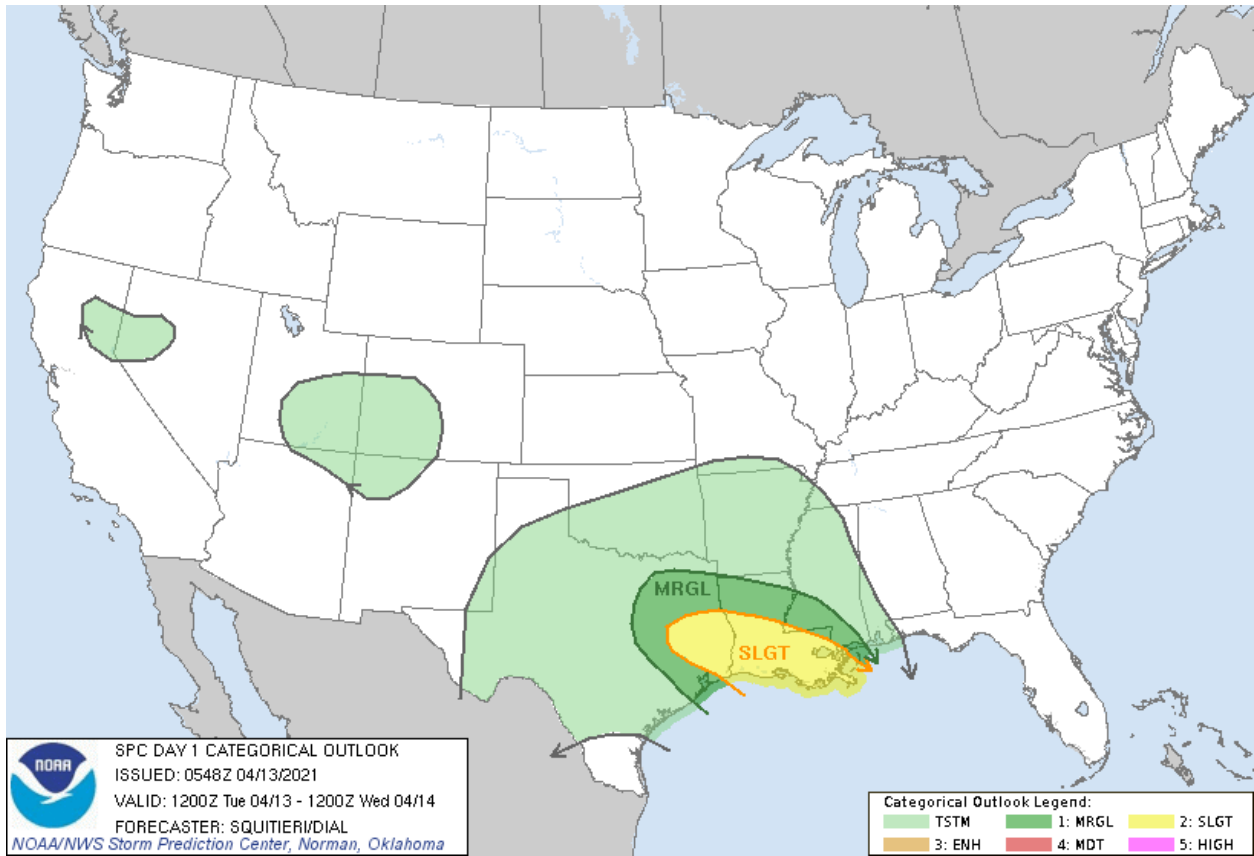 MRGL
SLGT
NOAA
SPC DAY 1 CATEGORICAL OUTLOOK
ISSUED: 0548Z 04/13/2021
VALID: 1200Z Tue 04/13 - 1200Z Wed 04/14
FORECASTER: SQUITIERI/DIAL
NOAA/NWS Storm Prediction Center, Norman, Oklahoma
Categorical Outlook Legend:
TSTM 1: MRGL 2: SLGT
3: ENH 4: MDT 5: HIGH